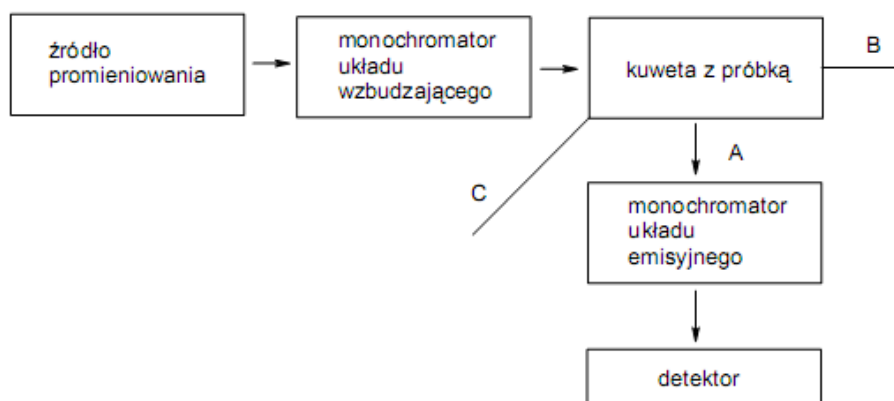 źródło
promieniowania
monochromator
układu
wzbudzającego
kuweta z próbką
B
A
C
monochromator
układu
emisyjnego
detektor